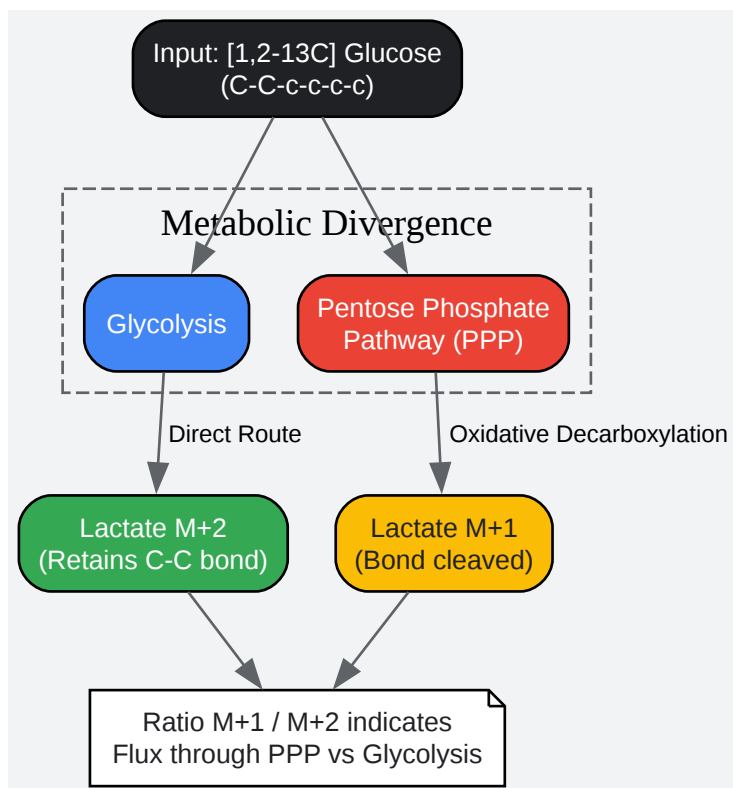 Input: [1,2-13C] Glucose
(C-C-c-c-c-c)
Metabolic Divergence
Glycolysis
Pentose Phosphate
Pathway (PPP)
Direct Route
Oxidative Decarboxylation
Lactate M+2
(Retains C-C bond)
Lactate M+1
(Bond cleaved)
Ratio M+1 / M+2 indicates
Flux through PPP vs Glycolysis